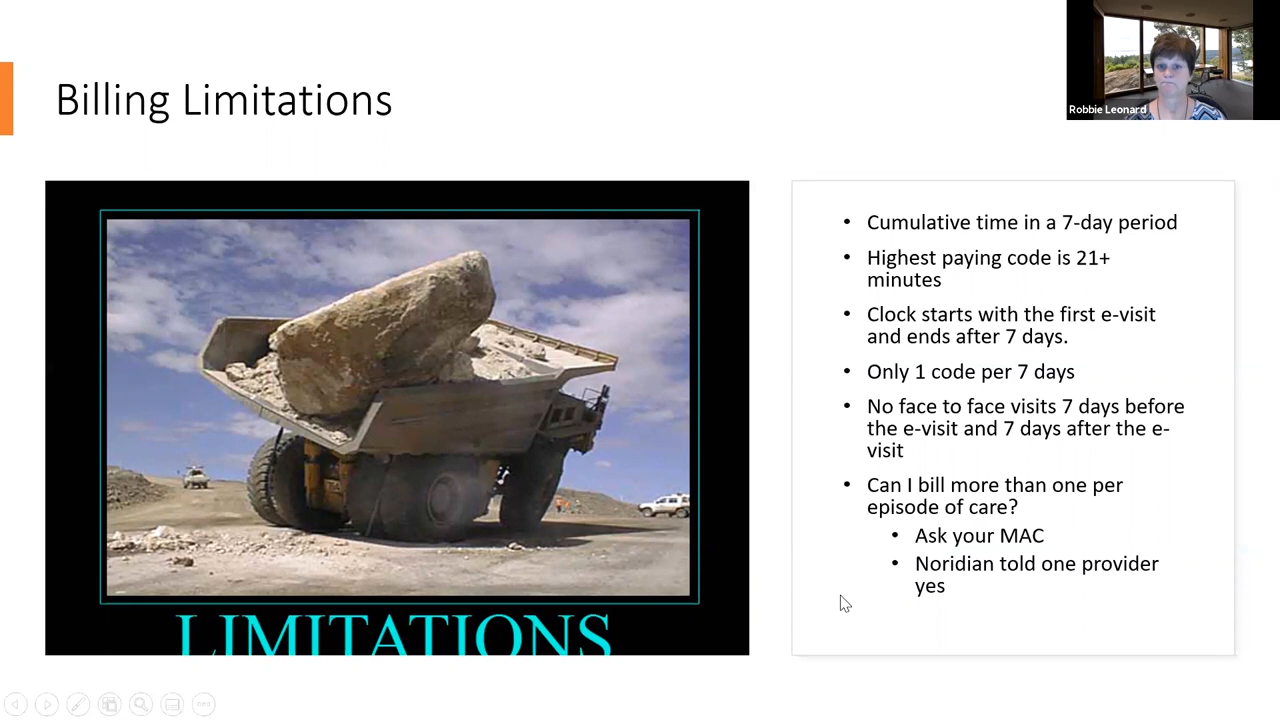 Billing Limitations
Robbie Leonard
LIMITATIONS
• Cumulative time in a 7-day period
• Highest paying code is 21+
minutes
• Clock starts with the first e-visit
and ends after 7 days.
• Only 1 code per 7 days
• No face to face visits 7 days before
the e-visit and 7 days after the e-
visit
• Can I bill more than one per
episode of care?
• Ask your MAC
• Noridian told one provider
yes